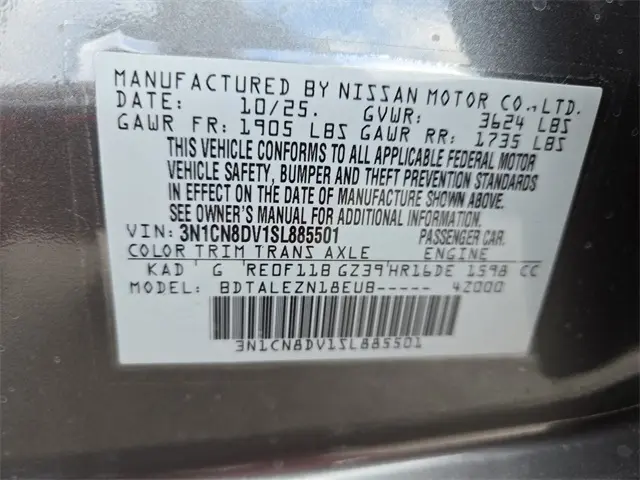 MANUFACTURED BY NISSAN MOTOR CO.,LTD.
DATE: 10/25. GVWR: 3624 LBS
GAWR FR: 1905 LBS GAWR RR: 1735 LBS
THIS VEHICLE CONFORMS TO ALL APPLICABLE FEDERAL MOTOR
VEHICLE SAFETY, BUMPER AND THEFT PREVENTION STANDARDS
IN EFFECT ON THE DATE OF MANUFACTURE SHOWN ABOVE.
SEE OWNER'S MANUAL FOR ADDITIONAL INFORMATION.
VIN: 3N1CN8DV1SL885501 PASSENGER CAR.
COLOR TRIM TRANS AXLE ENGINE
KAD G RE0F11B GZ39 HR16DE 1598 CC
MODEL: BDTALEZN18EUB----- 4Z000
3N1CN8DV1SL885501